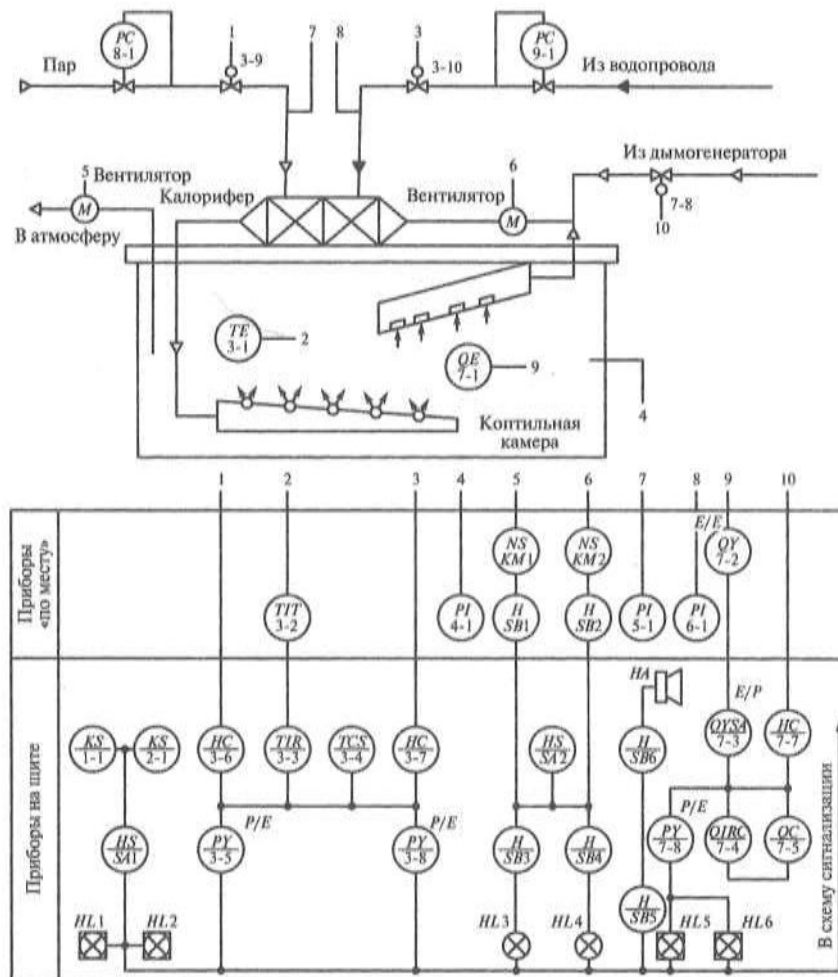 1 7 8 3
PC 8-1 3-9 3-10 PC 9-1
Пар Из водопровода
5 Вентилятор 6 Из дымогенератора
Калорифер Вентилятор
M M 7-8
В атмосферу 10
TE 3-1 2
QE 7-1 9
4
Коптильная
камера
1 2 3 4 5 6 7 8 9 10
Приборы
«по месту»
E/E
NS KM1 NS KM2 QY 7-2
TIT 3-2 PI 4-1 H SB1 H SB2 PI 5-1 PI 6-1
Приборы на щите
HA
E/P
KS 1-1 KS 2-1 HC 3-6 TIR 3-3 TCS 3-4 HC 3-7 HS SA2 H SB6 QYSA 7-3 HC 7-7
P/E P/E P/E
HS SA1 PY 3-5 PY 3-8 H SB3 H SB4 PY 7-8 QIRC 7-4 QC 7-5
H SB5
HL1 HL2 HL3 HL4 HL5 HL6
В схему сигнализации